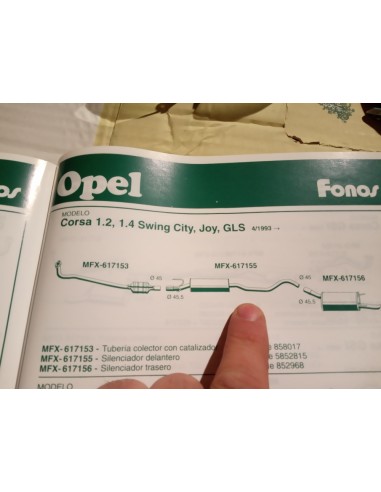 Fonos
Opel
Fonos
MODELO
Corsa 1.2, 1.4 Swing City, Joy, GLS 4/1993 →
MFX-617153
Ø 45
MFX-617155
Ø 45
MFX-617156
Ø 45,5
Ø 45,5
MFX-617153 - Tubería colector con catalizado 858017
MFX-617155 - Silenciador delantero 5852815
MFX-617156 - Silenciador trasero 852968
MODELO